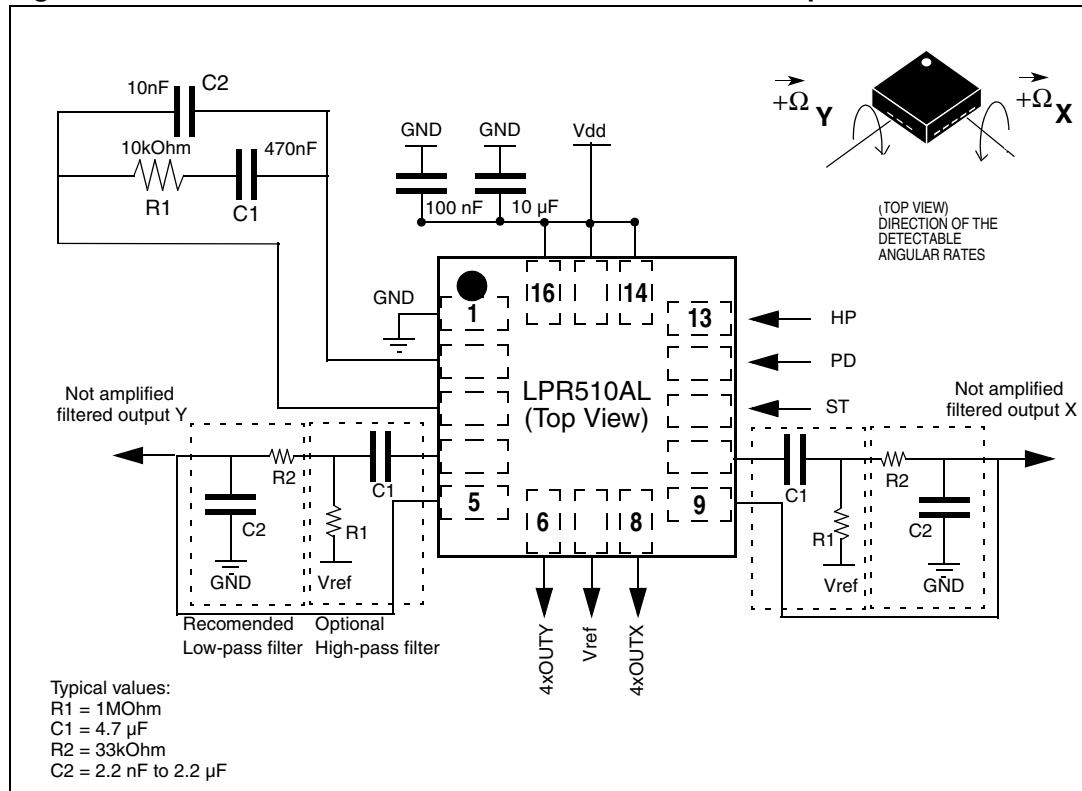 10nF
C2
10kOhm
470nF
R1
C1
GND
GND
Vdd
100 nF
10 µF
+Ω Y
+Ω X
(TOP VIEW)
DIRECTION OF THE
DETECTABLE
ANGULAR RATES
GND
1
16
14
13
HP
PD
ST
LPR510AL
(Top View)
Not amplified
filtered output Y
Not amplified
filtered output X
R2
C1
C2
R1
GND
Vref
5
6
8
9
C1
R2
R1
C2
Vref
GND
Recomended
Low-pass filter
Optional
High-pass filter
4xOUTY
Vref
4xOUTX
Typical values:
R1 = 1MOhm
C1 = 4.7 µF
R2 = 33kOhm
C2 = 2.2 nF to 2.2 µF